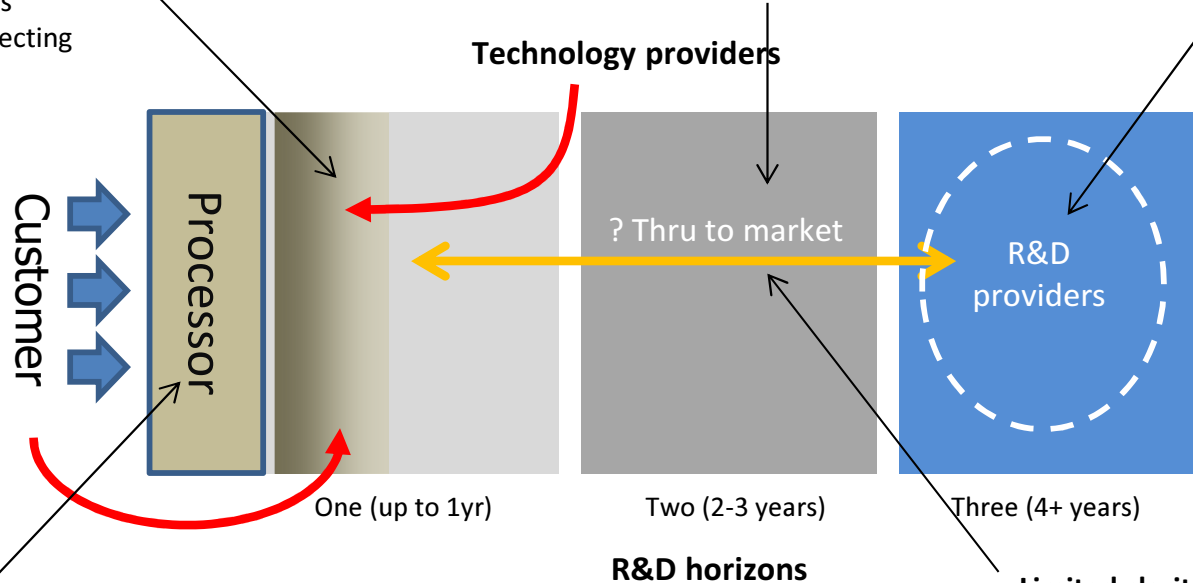 s
ecting
Technology providers
Customer
Processor
? Thru to market
R&D
providers
One (up to 1yr)
Two (2-3 years)
Three (4+ years)
R&D horizons